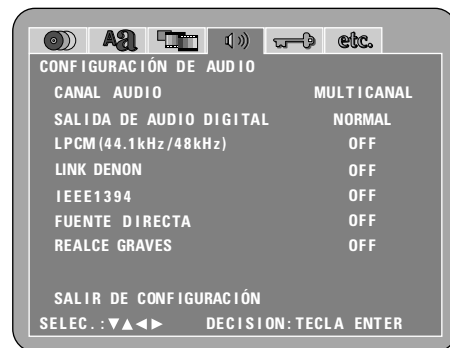 Aa etc.
CONFIGURACIÓN DE AUDIO
CANAL AUDIO MULTICANAL
SALIDA DE AUDIO DIGITAL NORMAL
LPCM (44.1kHz/48kHz) OFF
LINK DENON OFF
IEEE1394 OFF
FUENTE DIRECTA OFF
REALCE GRAVES OFF
SALIR DE CONFIGURACIÓN
SELEC.:▼▲◀▶ DECISION:TECLA ENTER